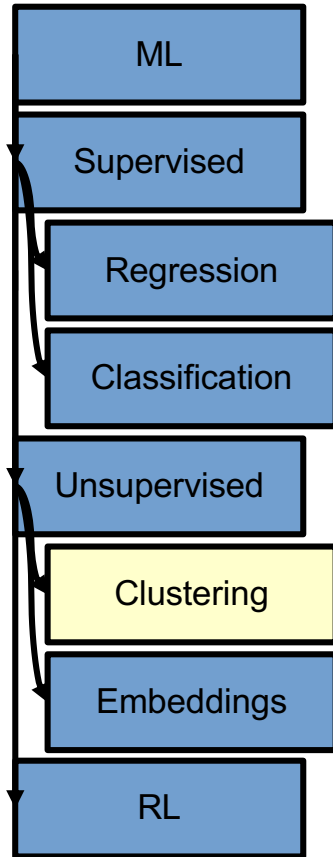 ML
Supervised
Regression
Classification
Unsupervised
Clustering
Embeddings
RL